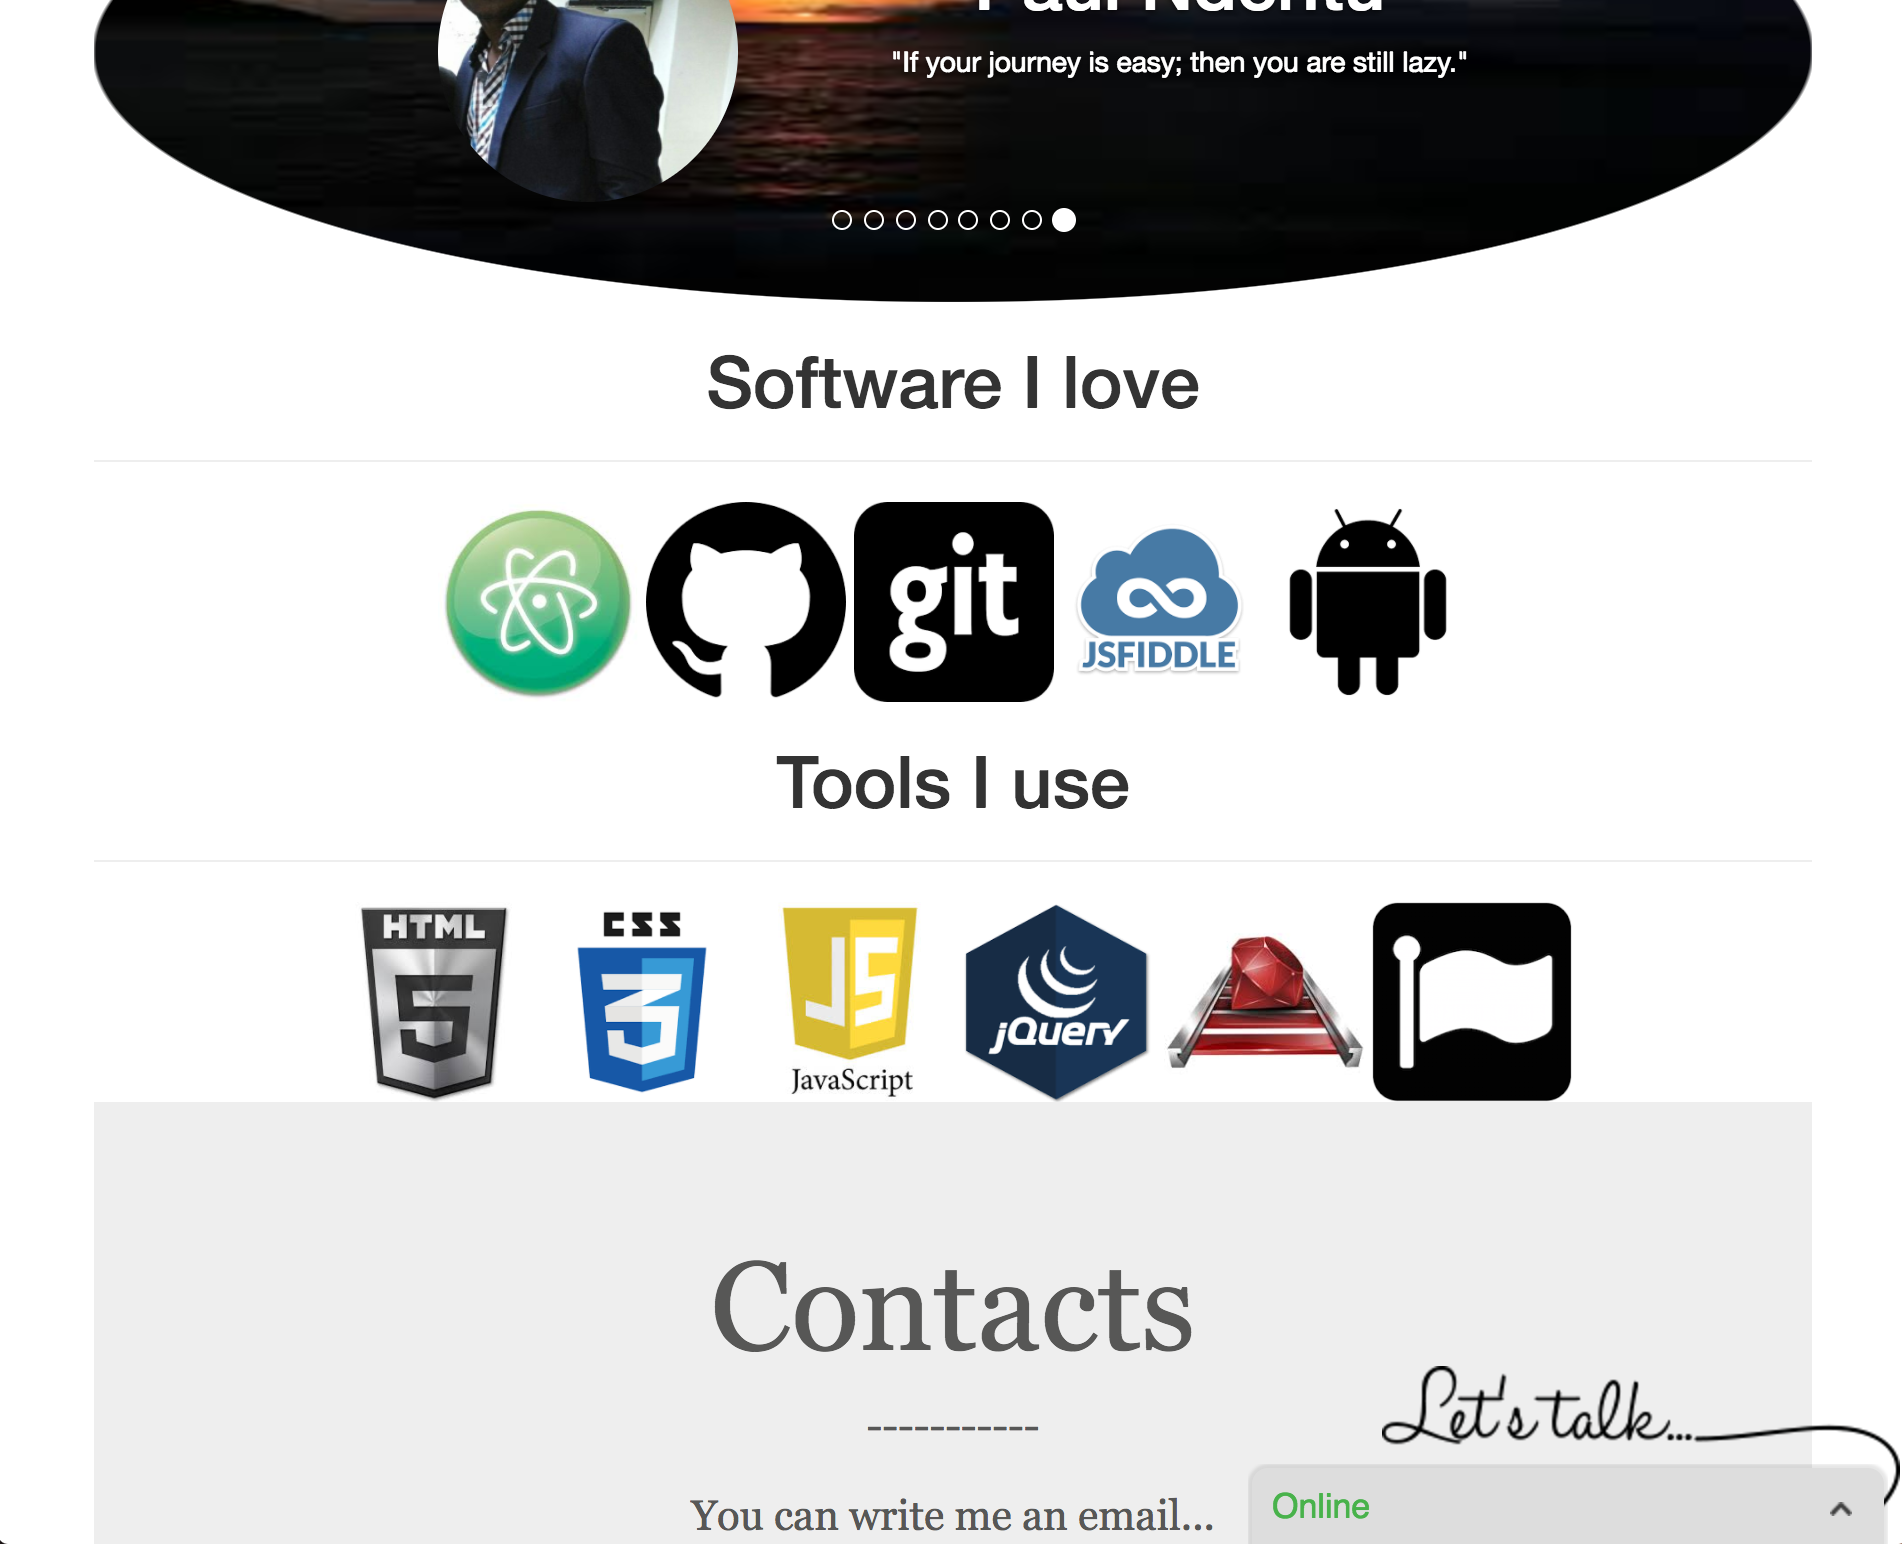 "If your journey is easy; then you are still lazy."
Software I love
git
JSFIDDLE
Tools I use
HTML
5
CSS
3
JS
JavaScript
jQuery
Contacts
-----------
Let's talk...
You can write me an email...
Online